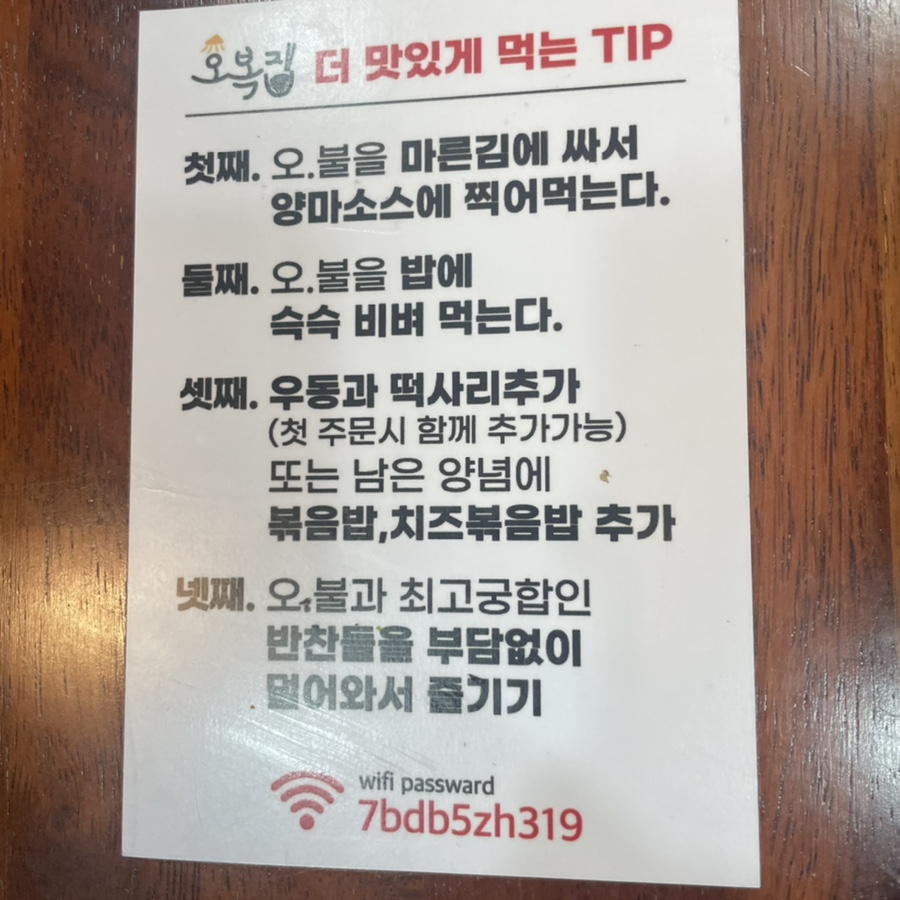 오복집 더 맛있게 먹는 TIP
첫째. 오.불을 마른김에 싸서
양마소스에 찍어먹는다.
둘째. 오.불을 밥에
슥슥 비벼 먹는다.
셋째. 우동과 떡사리추가
(첫 주문시 함께 추가가능)
또는 남은 양념에
볶음밥,치즈볶음밥 추가
넷째. 오.불과 최고궁합인
반찬들을 부담없이
덜어와서 즐기기
wifi passward
7bdb5zh319